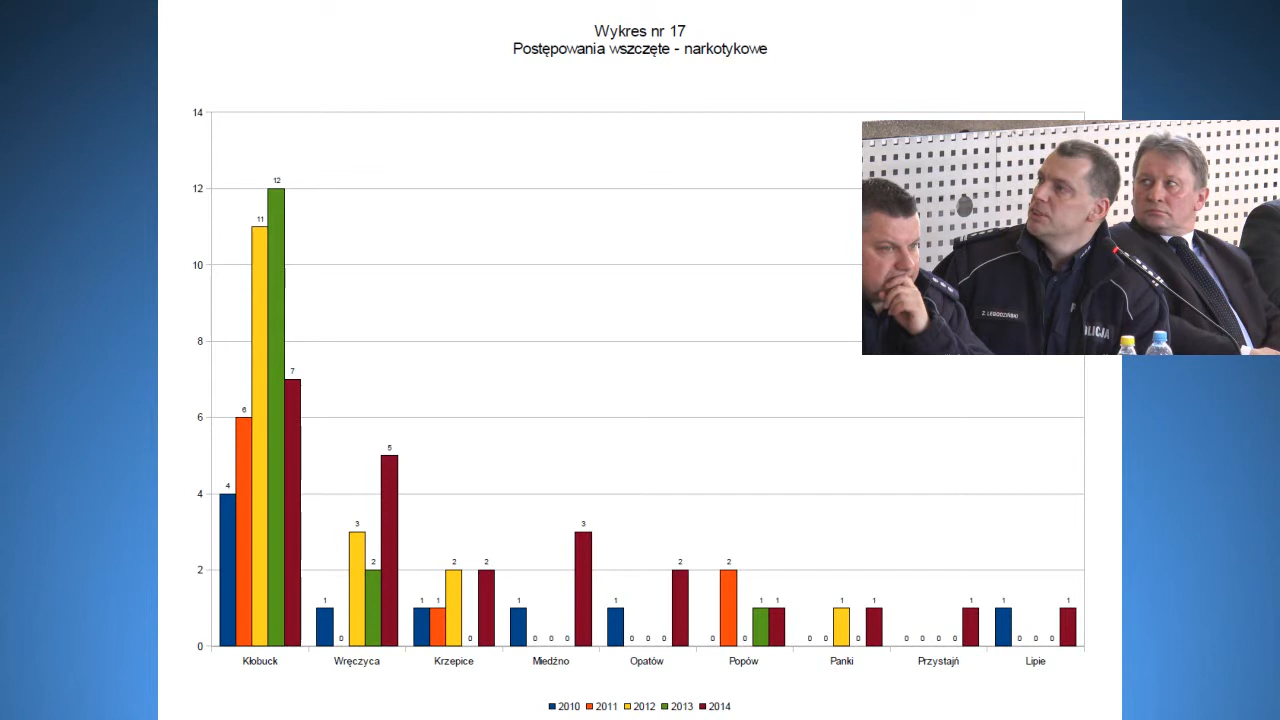 Wykres nr 17
Postępowania wszczęte - narkotykowe
14
12
10
8
6
4
2
0
4 6 11 12 7
1 0 3 2 5
1 1 2 0 2
1 0 0 0 3
1 0 0 0 2
0 2 0 1 1
0 0 1 0 1
0 0 0 0 1
1 0 0 0 1
Kłobuck Wręczyca Krzepice Miedźno Opatów Popów Panki Przystajń Lipie
2010 2011 2012 2013 2014
Z. LEGODZIŃSKI
P
OLICJA